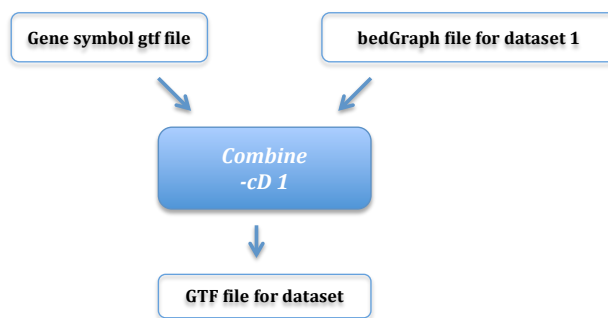 Gene symbol gtf file
bedGraph file for dataset 1
Combine
-cD 1
GTF file for dataset